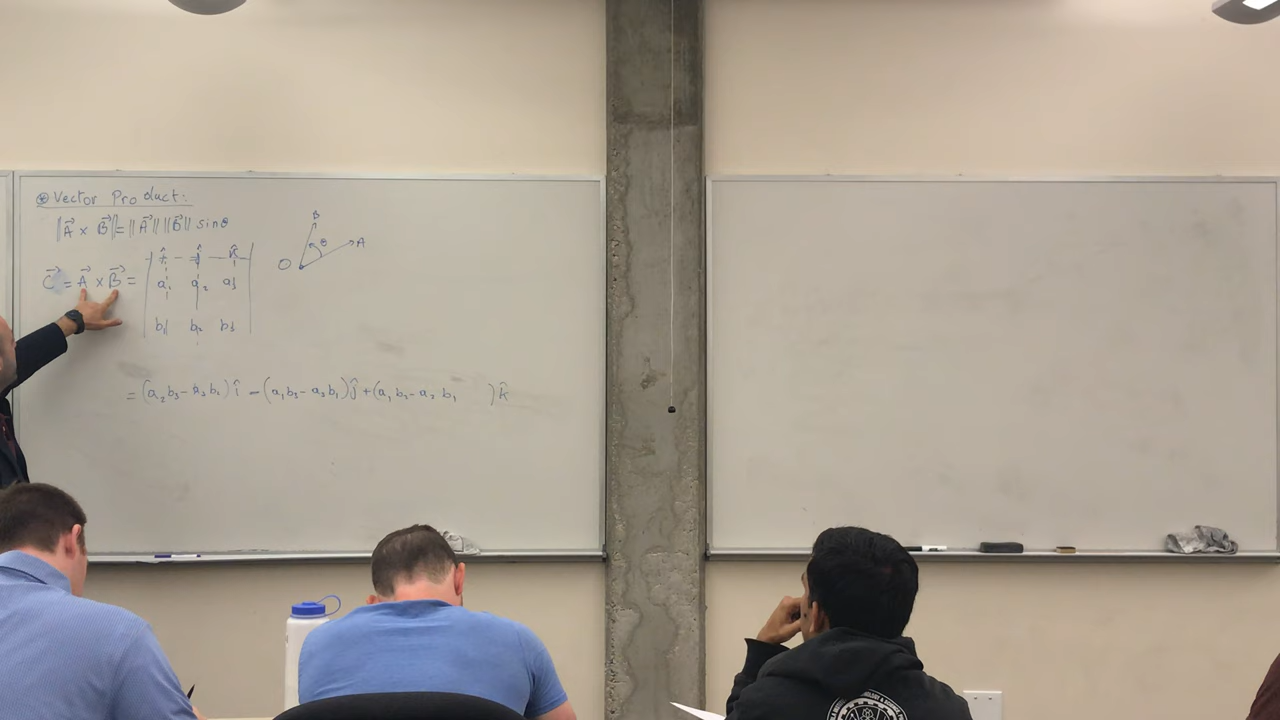 ⊛ Vector Product:
‖A⃗ × B⃗‖ = ‖A⃗‖ ‖B⃗‖ sinθ
B
θ
A
O
î ĵ k̂
C⃗ = A⃗ × B⃗ = a₁ a₂ a₃
b₁ b₂ b₃
= (a₂b₃ - a₃b₂) î - (a₁b₃ - a₃b₁) ĵ + (a₁b₂ - a₂b₁ ) k̂